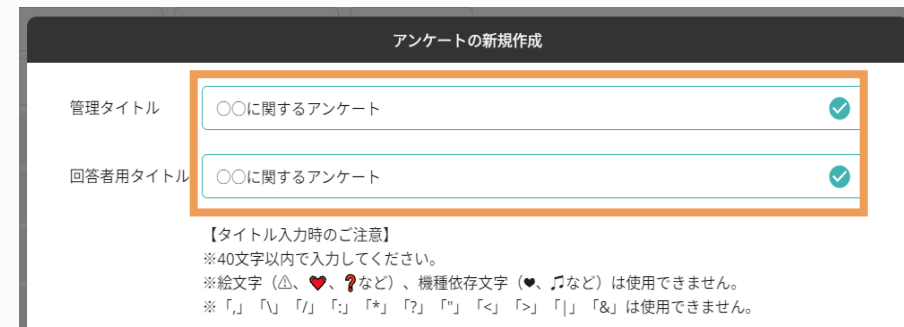 アンケートの新規作成
管理タイトル ○○に関するアンケート
回答者用タイトル ○○に関するアンケート
【タイトル入力時のご注意】
※40文字以内で入力してください。
※絵文字（⚠、❤、❓など）、機種依存文字（♥、♫など）は使用できません。
※「,」「\」「/」「:」「*」「?」「"」「<」「>」「|」「&」は使用できません。